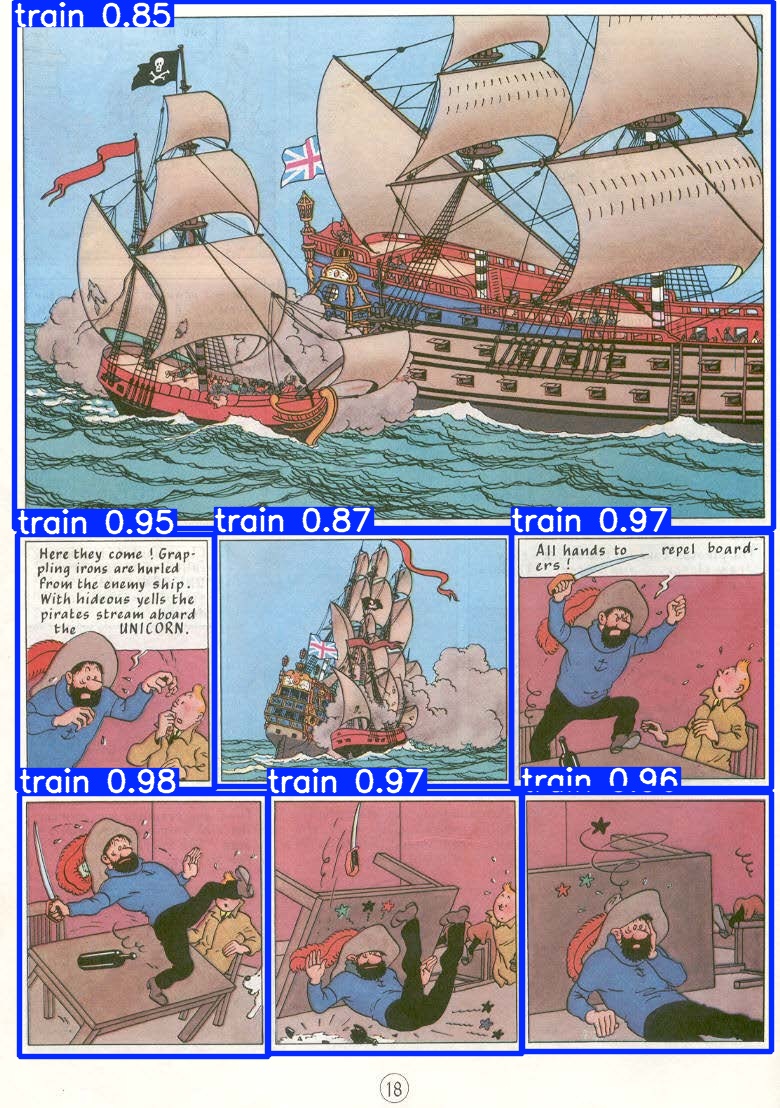 train 0.85
train 0.95
train 0.87
train 0.97
Here they come ! Grap-
pling irons are hurled
from the enemy ship.
With hideous yells the
pirates stream aboard
the UNICORN.
All hands to repel board-
ers !
train 0.98
train 0.97
train 0.96
18